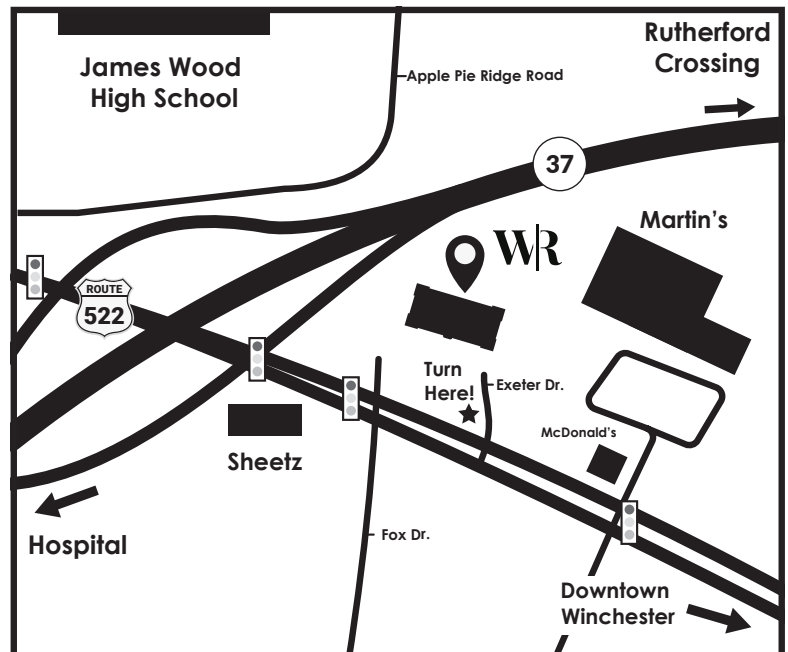 Rutherford
Crossing
James Wood
High School
Apple Pie Ridge Road
37
Martin's
W|R
ROUTE
522
Turn
Here!
Exeter Dr.
McDonald's
Sheetz
Fox Dr.
Hospital
Downtown
Winchester